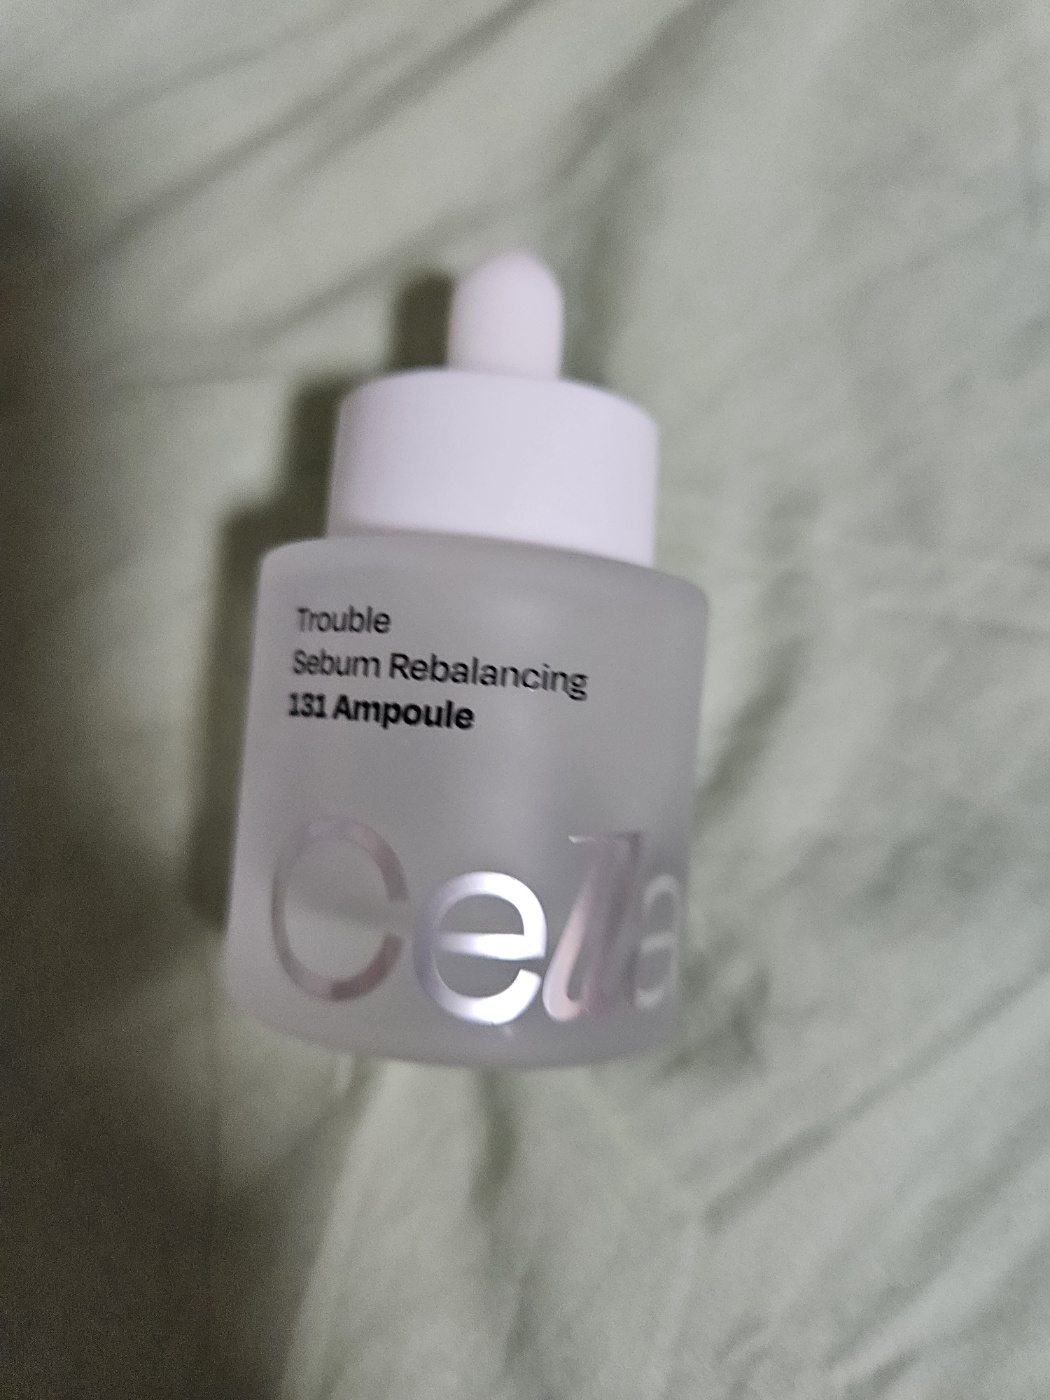 Trouble
Sebum Rebalancing
131 Ampoule
Cella